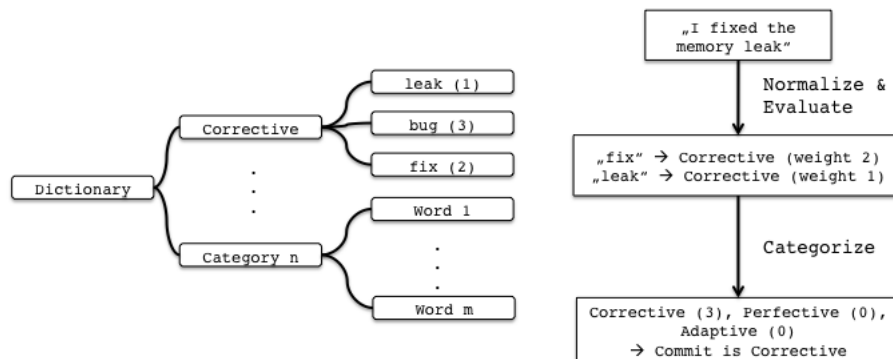 Dictionary
Corrective
leak (1)
bug (3)
fix (2)
.
.
.
Category n
Word 1
.
.
.
Word m
„I fixed the
memory leak“
Normalize &
Evaluate
„fix“ → Corrective (weight 2)
„leak“ → Corrective (weight 1)
Categorize
Corrective (3), Perfective (0),
Adaptive (0)
→ Commit is Corrective